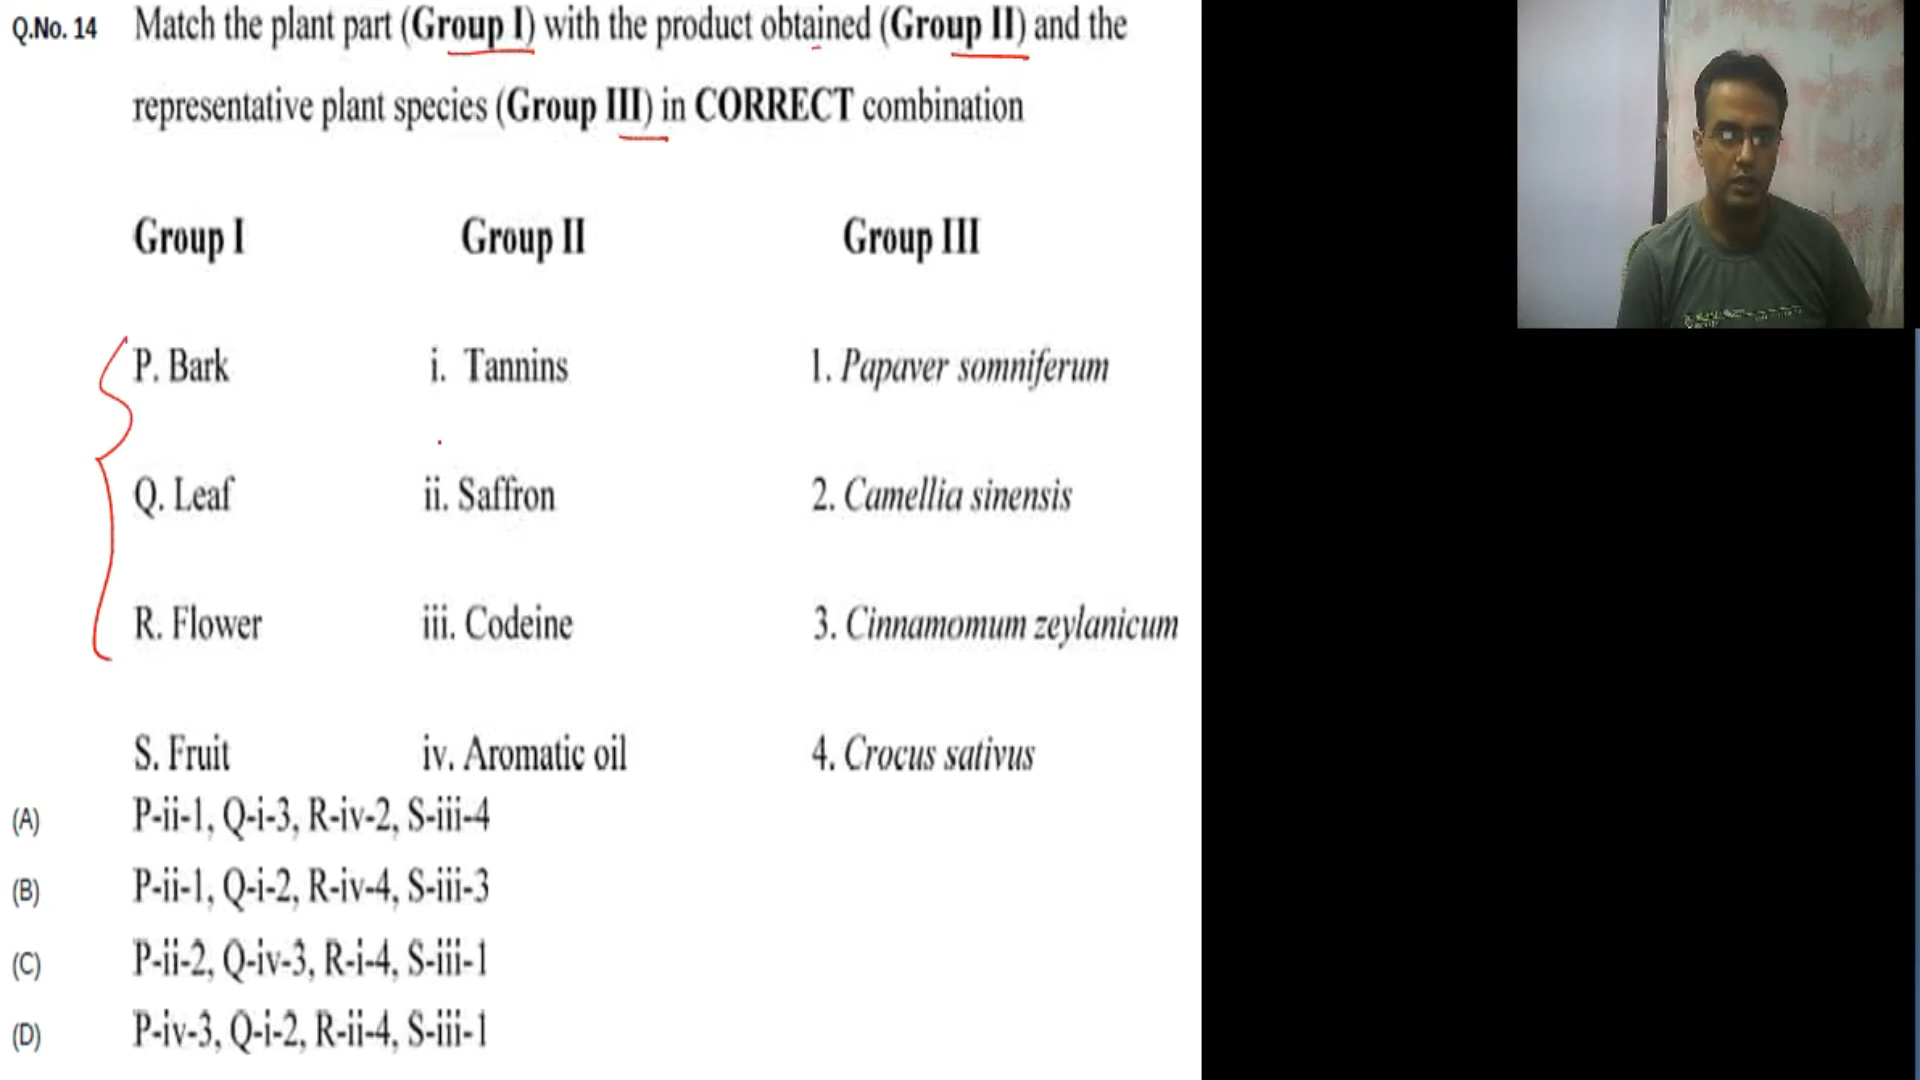 Q.No. 14 Match the plant part (Group I) with the product obtained (Group II) and the
representative plant species (Group III) in CORRECT combination
Group I Group II Group III
P. Bark i. Tannins 1. Papaver somniferum
Q. Leaf ii. Saffron 2. Camellia sinensis
R. Flower iii. Codeine 3. Cinnamomum zeylanicum
S. Fruit iv. Aromatic oil 4. Crocus sativus
(A) P-ii-1, Q-i-3, R-iv-2, S-iii-4
(B) P-ii-1, Q-i-2, R-iv-4, S-iii-3
(C) P-ii-2, Q-iv-3, R-i-4, S-iii-1
(D) P-iv-3, Q-i-2, R-ii-4, S-iii-1